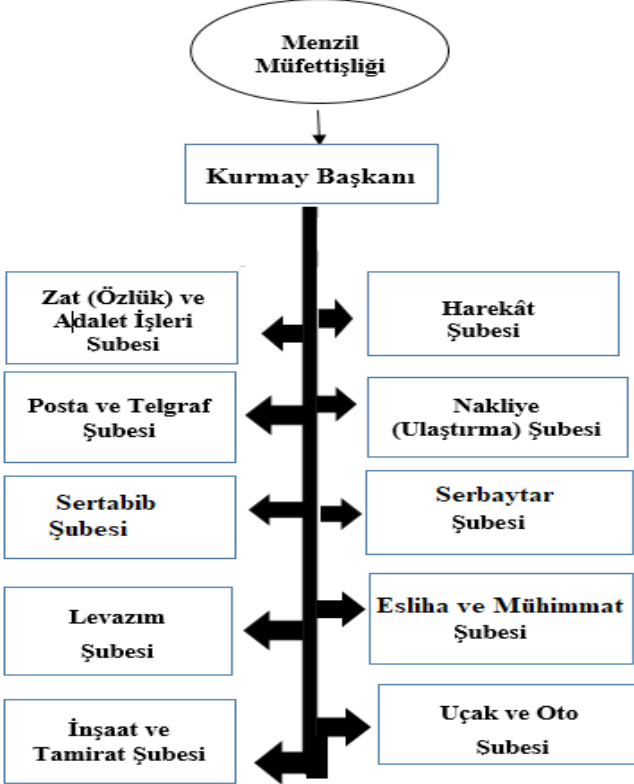 Menzil
Müfettişliği
Kurmay Başkanı
Zat (Özlük) ve
Adalet İşleri
Şubesi
Harekât
Şubesi
Posta ve Telgraf
Şubesi
Nakliye
(Ulaştırma) Şubesi
Sertabib
Şubesi
Serbaytar
Şubesi
Levazım
Şubesi
Esliha ve Mühimmat
Şubesi
İnşaat ve
Tamirat Şubesi
Uçak ve Oto
Şubesi